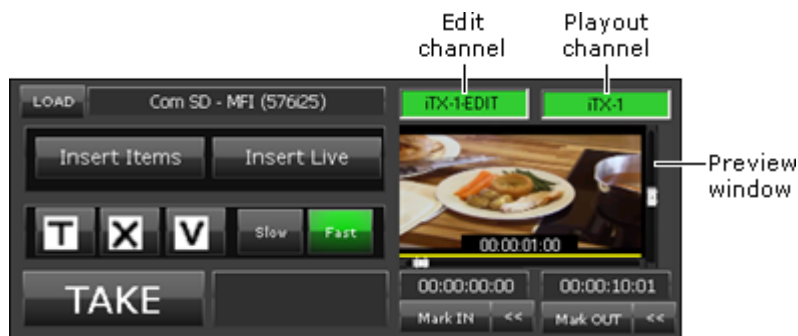 Edit channel
Playout channel
LOAD
Com SD - MFI (576i25)
iTX-1-EDIT
iTX-1
Insert Items
Insert Live
Preview window
T
X
V
Slow
Fast
00:00:01:00
TAKE
00:00:00:00
00:00:10:01
Mark IN
<<
Mark OUT
<<